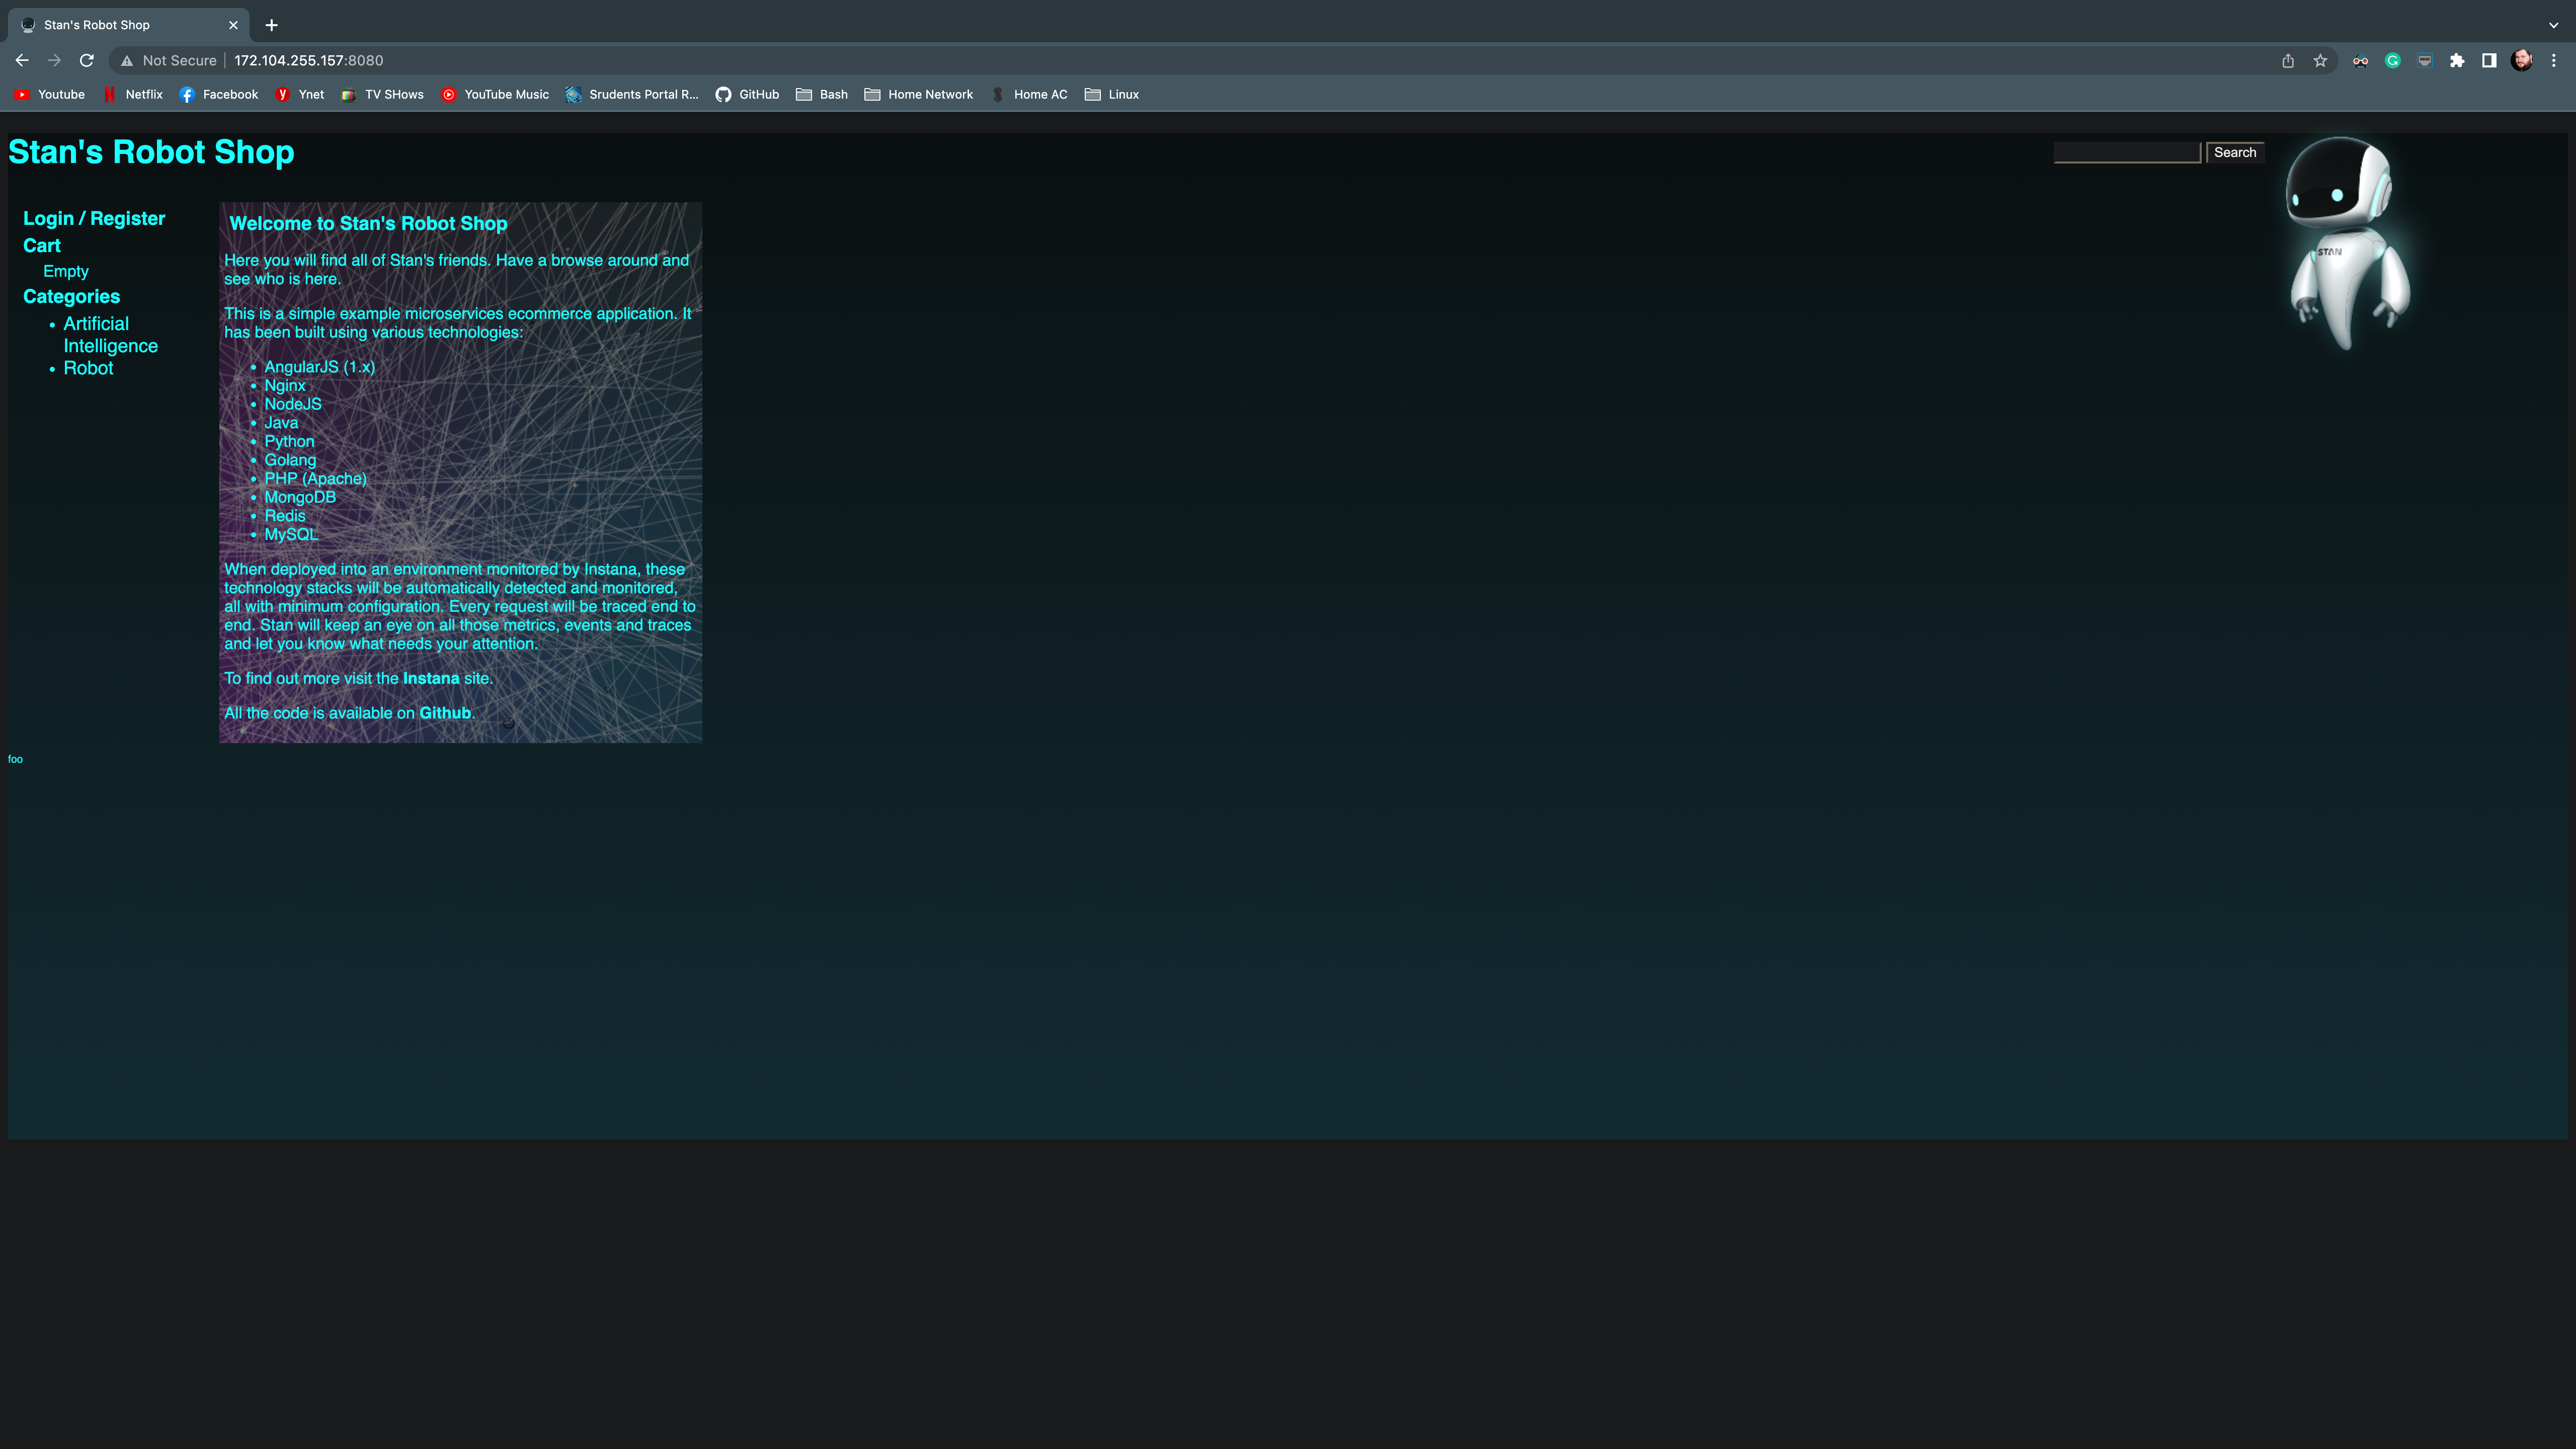 Stan's Robot Shop
Not Secure | 172.104.255.157:8080
Youtube Netflix Facebook Ynet TV SHows YouTube Music Srudents Portal R... GitHub Bash Home Network Home AC Linux
Stan's Robot Shop
Search
STAN
Login / Register
Cart
Empty
Categories
Artificial
Intelligence
Robot
Welcome to Stan's Robot Shop
Here you will find all of Stan's friends. Have a browse around and
see who is here.
This is a simple example microservices ecommerce application. It
has been built using various technologies:
AngularJS (1.x)
Nginx
NodeJS
Java
Python
Golang
PHP (Apache)
MongoDB
Redis
MySQL
When deployed into an environment monitored by Instana, these
technology stacks will be automatically detected and monitored,
all with minimum configuration. Every request will be traced end to
end. Stan will keep an eye on all those metrics, events and traces
and let you know what needs your attention.
To find out more visit the Instana site.
All the code is available on Github.
foo